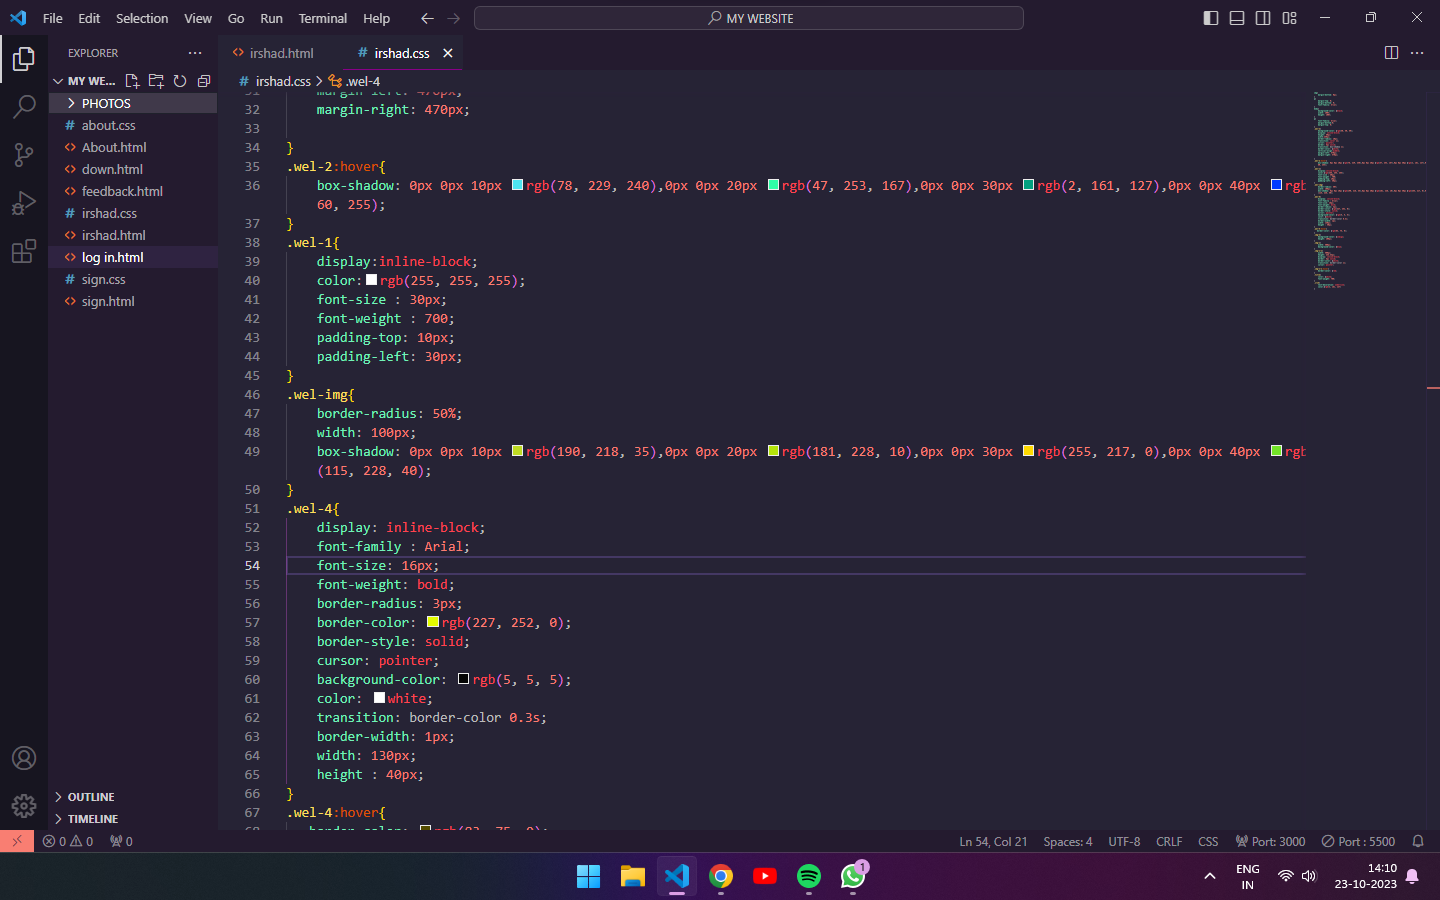 File Edit Selection View Go Run Terminal Help
MY WEBSITE
EXPLORER
MY WE...
PHOTOS
about.css
About.html
down.html
feedback.html
irshad.css
irshad.html
log in.html
sign.css
sign.html
OUTLINE
TIMELINE
irshad.html
irshad.css
irshad.css > .wel-4
31 margin-left: 470px;
32 margin-right: 470px;
33
34 }
35 .wel-2:hover{
36 box-shadow: 0px 0px 10px rgb(78, 229, 240),0px 0px 20px rgb(47, 253, 167),0px 0px 30px rgb(2, 161, 127),0px 0px 40px rgb
60, 255);
37 }
38 .wel-1{
39 display:inline-block;
40 color: rgb(255, 255, 255);
41 font-size : 30px;
42 font-weight : 700;
43 padding-top: 10px;
44 padding-left: 30px;
45 }
46 .wel-img{
47 border-radius: 50%;
48 width: 100px;
49 box-shadow: 0px 0px 10px rgb(190, 218, 35),0px 0px 20px rgb(181, 228, 10),0px 0px 30px rgb(255, 217, 0),0px 0px 40px rgb
(115, 228, 40);
50 }
51 .wel-4{
52 display: inline-block;
53 font-family : Arial;
54 font-size: 16px;
55 font-weight: bold;
56 border-radius: 3px;
57 border-color: rgb(227, 252, 0);
58 border-style: solid;
59 cursor: pointer;
60 background-color: rgb(5, 5, 5);
61 color: white;
62 transition: border-color 0.3s;
63 border-width: 1px;
64 width: 130px;
65 height : 40px;
66 }
67 .wel-4:hover{
0 0 0
Ln 54, Col 21 Spaces: 4 UTF-8 CRLF CSS Port: 3000 Port : 5500
1
ENG
IN
14:10
23-10-2023